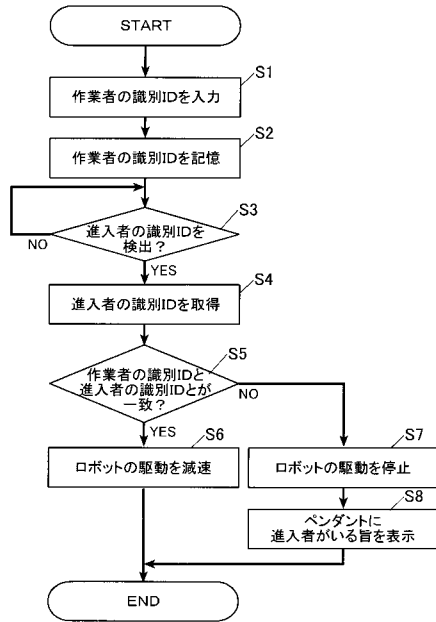 START
S1
作業者の識別IDを入力
S2
作業者の識別IDを記憶
S3
進入者の識別IDを
検出？
NO
YES
S4
進入者の識別IDを取得
S5
作業者の識別IDと
進入者の識別IDとが
一致？
NO
YES
S6
ロボットの駆動を減速
S7
ロボットの駆動を停止
S8
ペンダントに
進入者がいる旨を表示
END